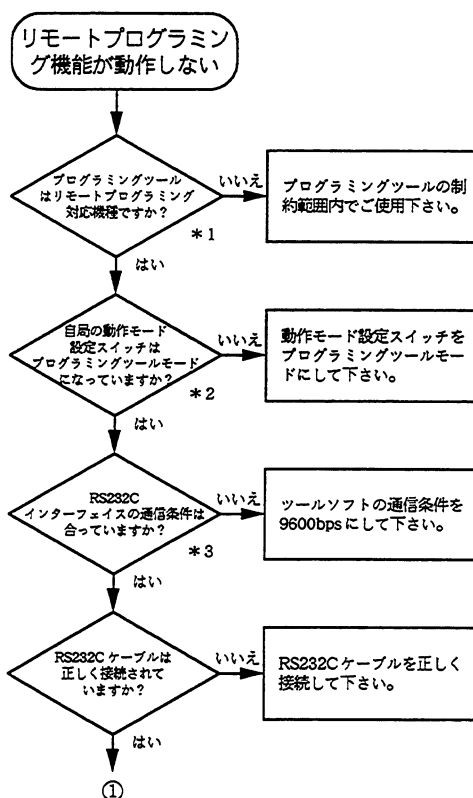 リモートプログラミン
グ機能が動作しない
プログラミングツール
はリモートプログラミング
対応機種ですか?
*1
いいえ
プログラミングツールの制
約範囲内でご使用下さい。
はい
自局の動作モード
設定スイッチは
プログラミングツールモード
になっていますか?
*2
いいえ
動作モード設定スイッチを
プログラミングツールモー
ドにして下さい。
はい
RS232C
インターフェイスの通信条件は
合っていますか?
*3
いいえ
ツールソフトの通信条件を
9600bpsにして下さい。
はい
RS232Cケーブルは
正しく接続されて
いますか?
いいえ
RS232Cケーブルを正しく
接続して下さい。
はい
①